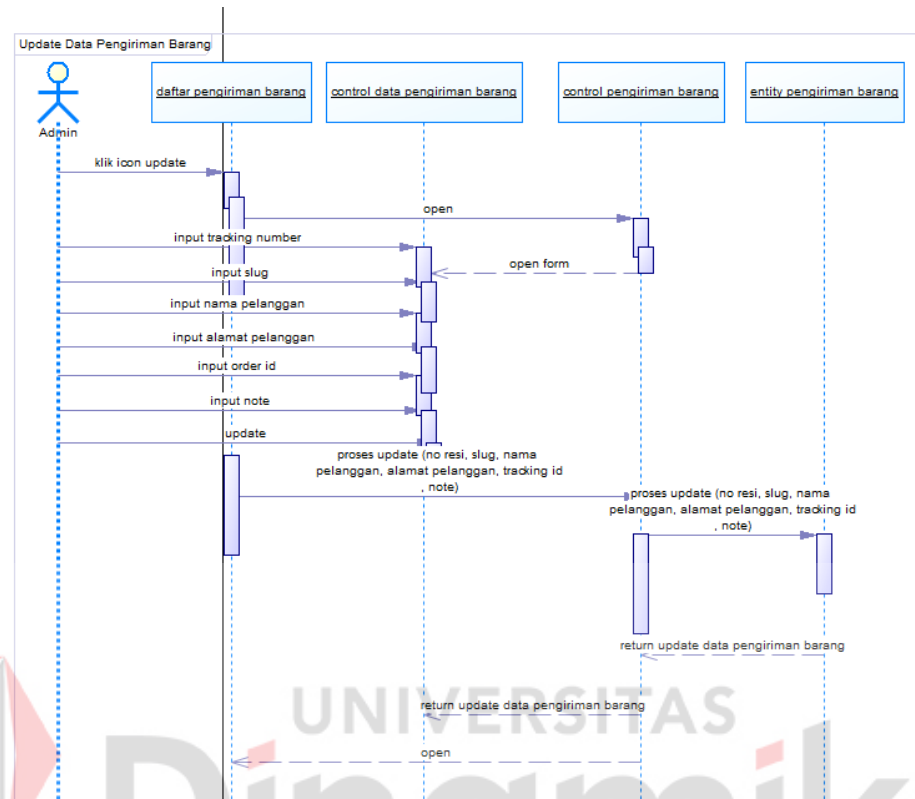 Update Data Pengiriman Barang
daftar pengiriman barang
control data pengiriman barang
control pengiriman barang
entity pengiriman barang
Admin
klik icon update
open
input tracking number
open form
input slug
input nama pelanggan
input alamat pelanggan
input order id
input note
update
proses update (no resi, slug, nama
pelanggan, alamat pelanggan, tracking id
, note)
proses update (no resi, slug, nama
pelanggan, alamat pelanggan, tracking id
, note)
return update data pengiriman barang
return update data pengiriman barang
open
UNIVERSITAS
Dinamik